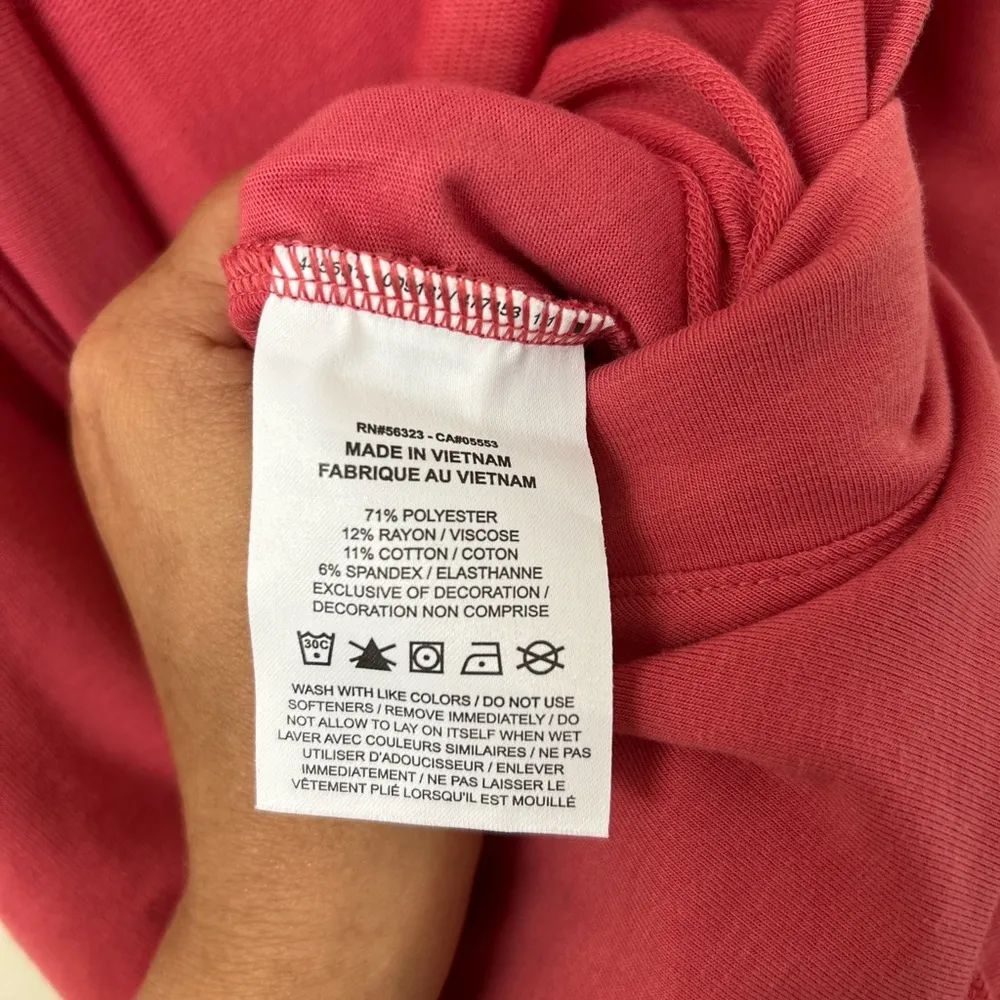 RN#56323 - CA#05553
MADE IN VIETNAM
FABRIQUE AU VIETNAM
71% POLYESTER
12% RAYON / VISCOSE
11% COTTON / COTON
6% SPANDEX / ELASTHANNE
EXCLUSIVE OF DECORATION /
DECORATION NON COMPRISE
30C
WASH WITH LIKE COLORS / DO NOT USE
SOFTENERS / REMOVE IMMEDIATELY / DO
NOT ALLOW TO LAY ON ITSELF WHEN WET
LAVER AVEC COULEURS SIMILAIRES / NE PAS
UTILISER D'ADOUCISSEUR / ENLEVER
IMMEDIATEMENT / NE PAS LAISSER LE
VÊTEMENT PLIÉ LORSQU'IL EST MOUILLÉ